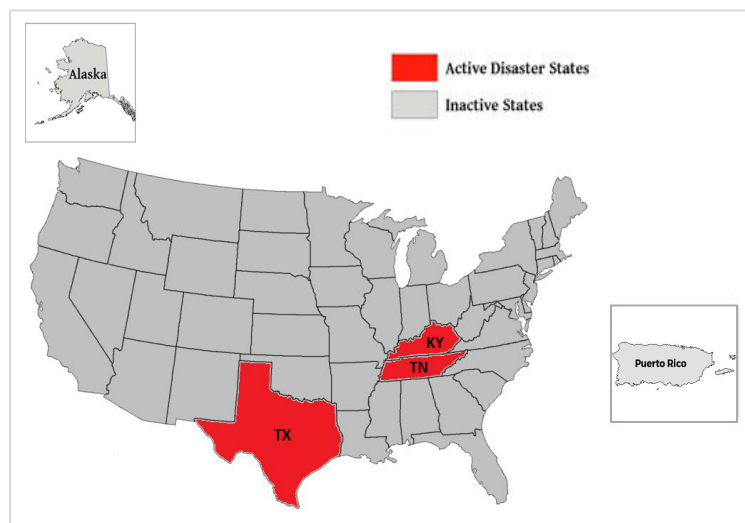 Alaska
Active Disaster States
Inactive States
KY
TN
Puerto Rico
TX